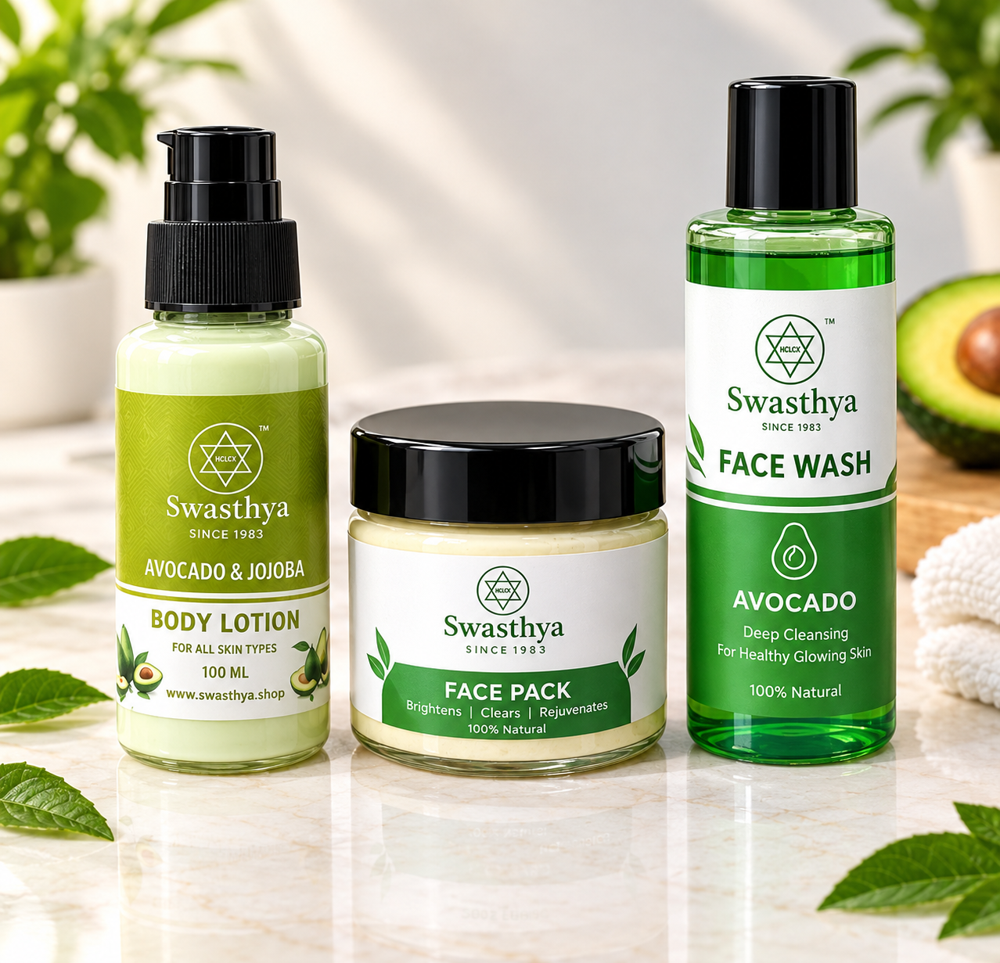 HCLCX
TM
Swasthya
SINCE 1983
AVOCADO & JOJOBA
BODY LOTION
FOR ALL SKIN TYPES
100 ML
www.swasthya.shop
HCLCX
Swasthya
SINCE 1983
FACE PACK
Brightens | Clears | Rejuvenates
100% Natural
HCLCX
TM
Swasthya
SINCE 1983
FACE WASH
AVOCADO
Deep Cleansing
For Healthy Glowing Skin
100% Natural